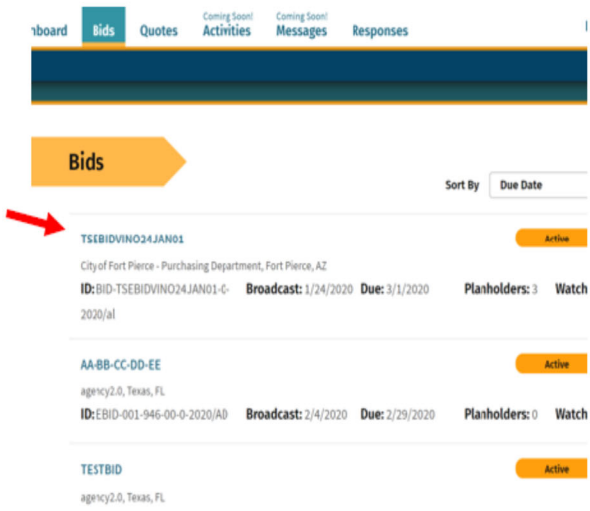 nboard Bids Quotes Coming Soon! Activities Coming Soon! Messages Responses
Bids
Sort By Due Date
TSEBIDVINO24JAN01 Active
City of Fort Pierce - Purchasing Department, Fort Pierce, AZ
ID: BID-TSEBIDVINO24JAN01-0- Broadcast: 1/24/2020 Due: 3/1/2020 Planholders: 3 Watch
2020/al
AA-BB-CC-DD-EE Active
agency2.0, Texas, FL
ID: EBID-001-946-00-0-2020/AD Broadcast: 2/4/2020 Due: 2/29/2020 Planholders: 0 Watch
TESTBID Active
agency2.0, Texas, FL